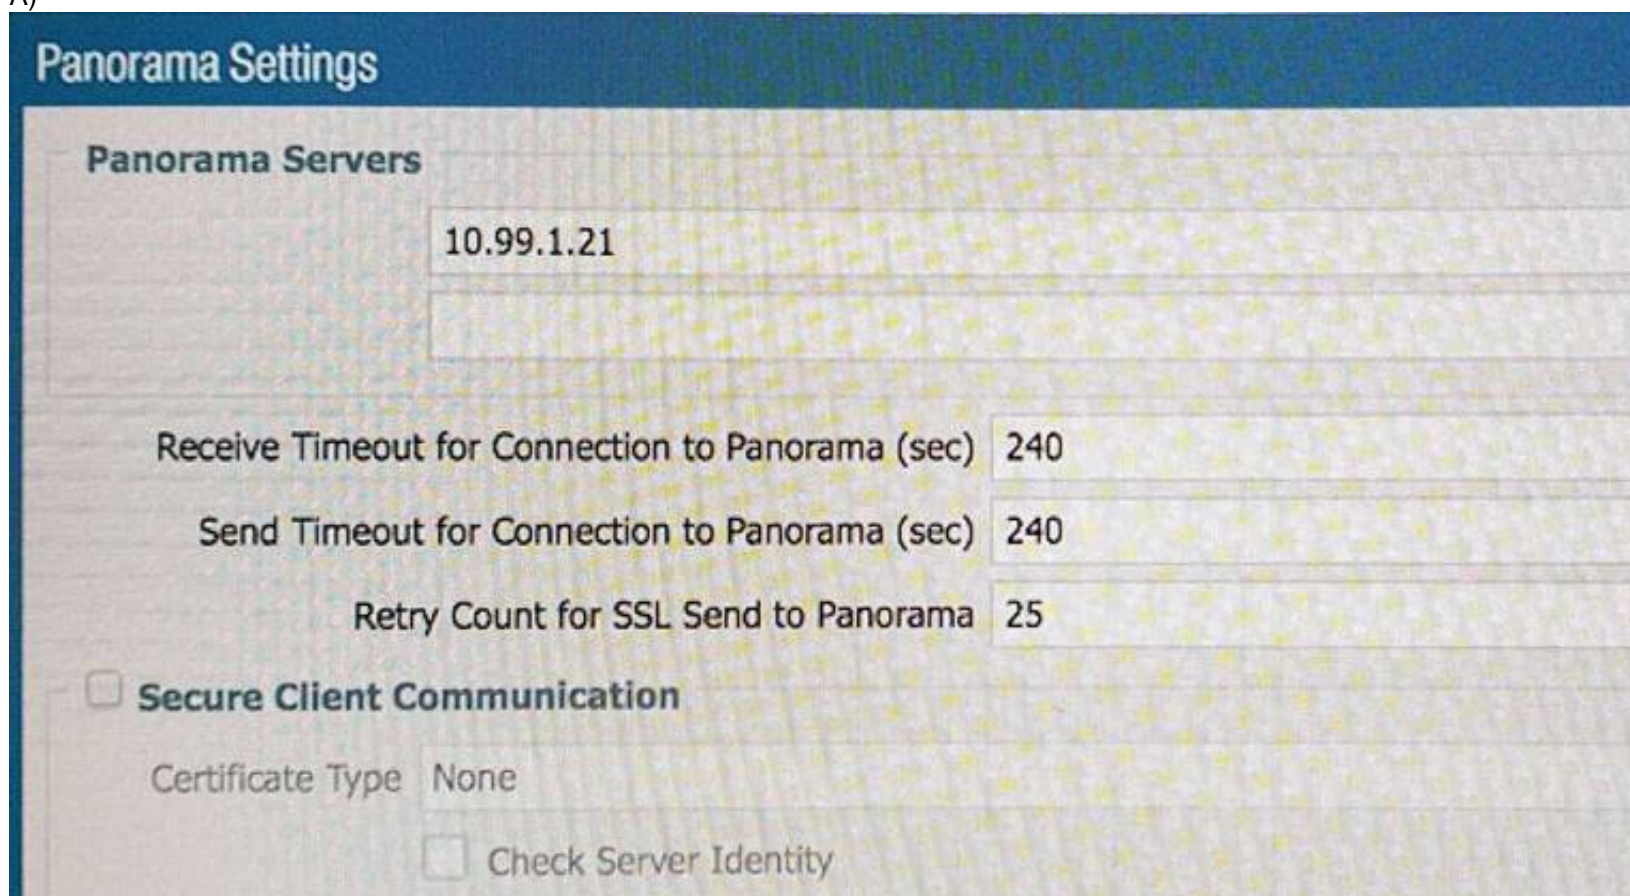 A)
Panorama Settings
Panorama Servers
10.99.1.21
Receive Timeout for Connection to Panorama (sec) 240
Send Timeout for Connection to Panorama (sec) 240
Retry Count for SSL Send to Panorama 25
Secure Client Communication
Certificate Type None
Check Server Identity